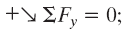 +↘ ΣF_y = 0;